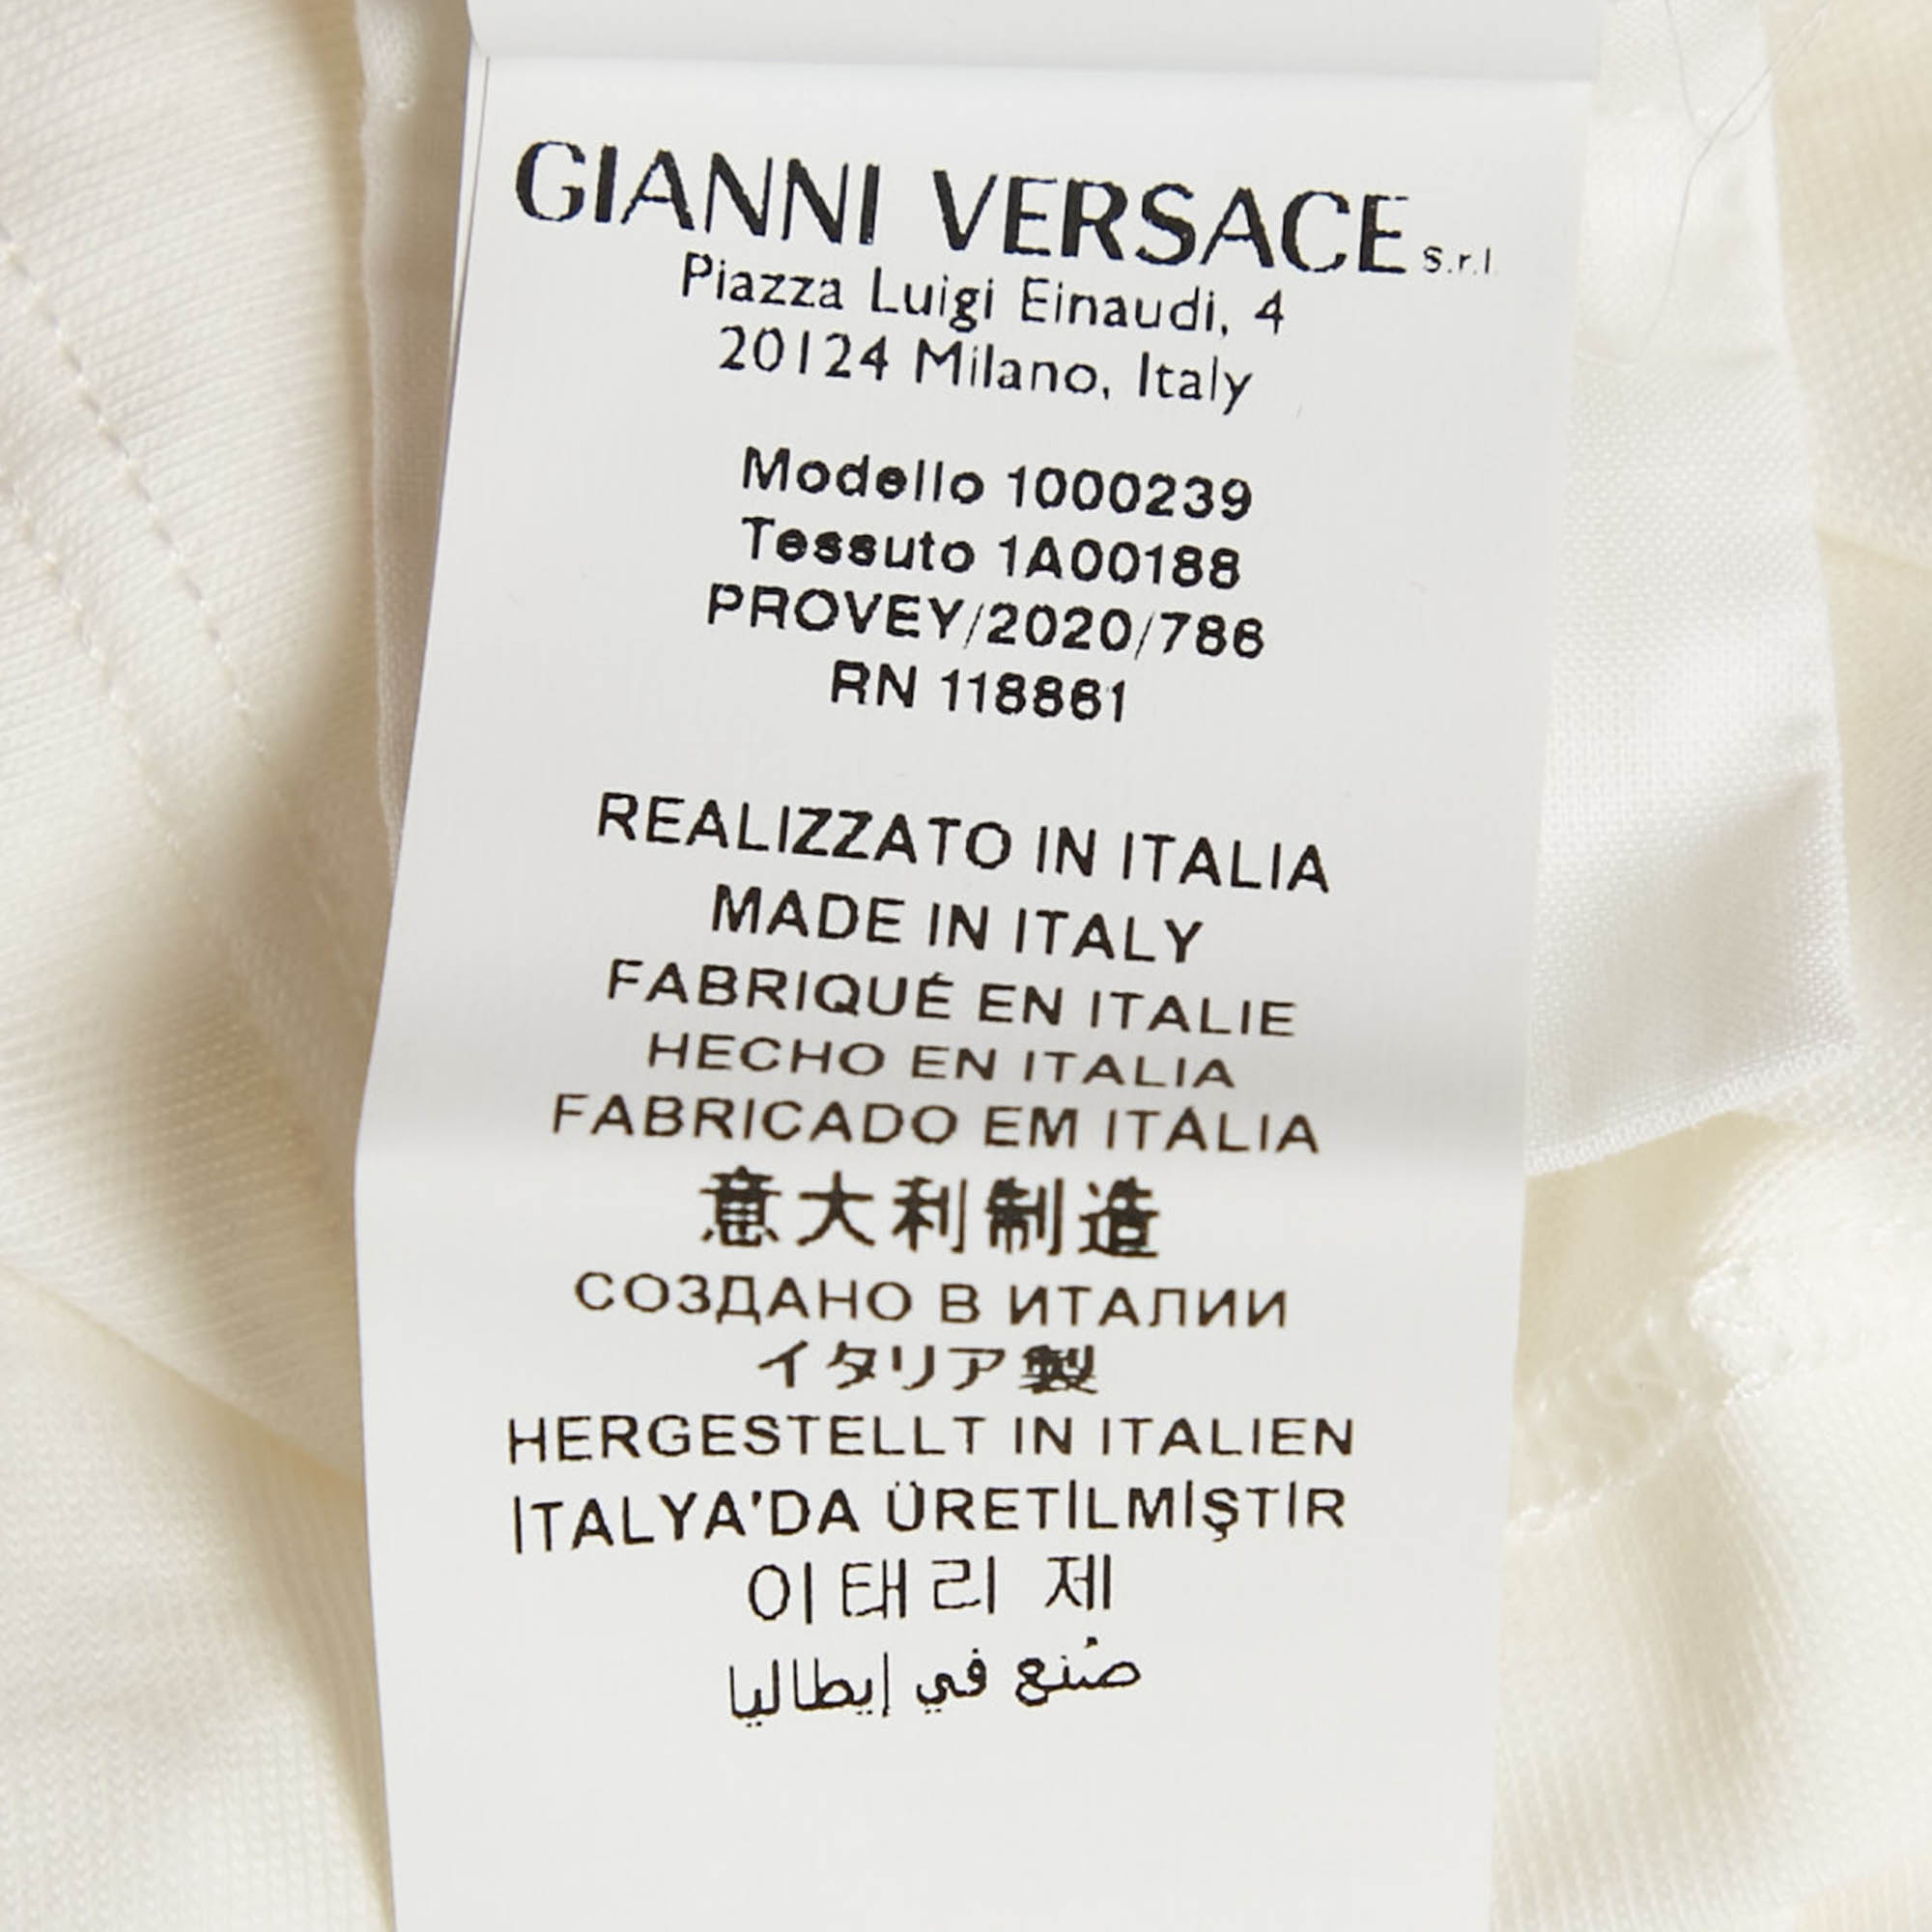 GIANNI VERSACE s.r.l.
Piazza Luigi Einaudi, 4
20124 Milano, Italy
Modello 1000239
Tessuto 1A00188
PROVEY/2020/786
RN 118861
REALIZZATO IN ITALIA
MADE IN ITALY
FABRIQUÉ EN ITALIE
HECHO EN ITALIA
FABRICADO EM ITÁLIA
意大利制造
СОЗДАНО В ИТАЛИИ
イタリア製
HERGESTELLT IN ITALIEN
İTALYA'DA ÜRETİLMİŞTİR
이태리 제
صُنع في إيطاليا